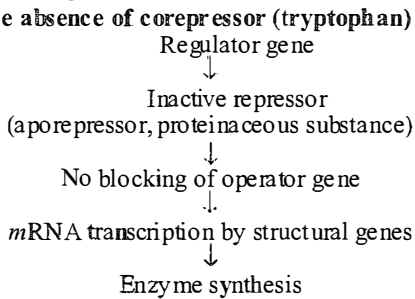 e absence of corepressor (tryptophan)
Regulator gene
↓
Inactive repressor
(aporepressor, proteinaceous substance)
↓
No blocking of operator gene
↓
mRNA transcription by structural genes
↓
Enzyme synthesis